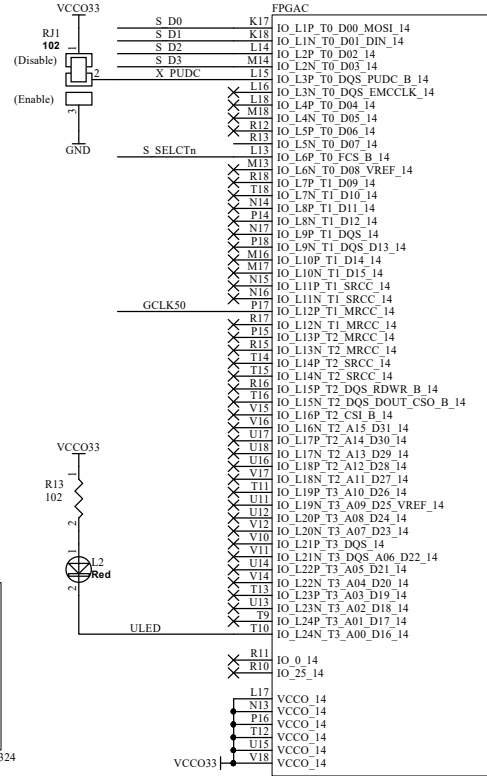 VCCO33
FPGAC
RJ1
102
(Disable)
(Enable)
1
2
3
GND
S_D0 K17 IO_L1P_T0_D00_MOSI_14
S_D1 K18 IO_L1N_T0_D01_DIN_14
S_D2 L14 IO_L2P_T0_D02_14
S_D3 M14 IO_L2N_T0_D03_14
X_PUDC L15 IO_L3P_T0_DQS_PUDC_B_14
L16 IO_L3N_T0_DQS_EMCCLK_14
L18 IO_L4P_T0_D04_14
M18 IO_L4N_T0_D05_14
R12 IO_L5P_T0_D06_14
R13 IO_L5N_T0_D07_14
S_SELCTn L13 IO_L6P_T0_FCS_B_14
M13 IO_L6N_T0_D08_VREF_14
R18 IO_L7P_T1_D09_14
T18 IO_L7N_T1_D10_14
N14 IO_L8P_T1_D11_14
P14 IO_L8N_T1_D12_14
N17 IO_L9P_T1_DQS_14
P18 IO_L9N_T1_DQS_D13_14
M16 IO_L10P_T1_D14_14
M17 IO_L10N_T1_D15_14
N15 IO_L11P_T1_SRCC_14
N16 IO_L11N_T1_SRCC_14
GCLK50 P17 IO_L12P_T1_MRCC_14
R17 IO_L12N_T1_MRCC_14
P15 IO_L13P_T2_MRCC_14
R15 IO_L13N_T2_MRCC_14
T14 IO_L14P_T2_SRCC_14
T15 IO_L14N_T2_SRCC_14
R16 IO_L15P_T2_DQS_RDWR_B_14
T16 IO_L15N_T2_DQS_DOUT_CSO_B_14
V15 IO_L16P_T2_CSI_B_14
V16 IO_L16N_T2_A15_D31_14
U17 IO_L17P_T2_A14_D30_14
U18 IO_L17N_T2_A13_D29_14
U16 IO_L18P_T2_A12_D28_14
V17 IO_L18N_T2_A11_D27_14
T11 IO_L19P_T3_A10_D26_14
U11 IO_L19N_T3_A09_D25_VREF_14
U12 IO_L20P_T3_A08_D24_14
V12 IO_L20N_T3_A07_D23_14
V10 IO_L21P_T3_DQS_14
V11 IO_L21N_T3_DQS_A06_D22_14
U14 IO_L22P_T3_A05_D21_14
V14 IO_L22N_T3_A04_D20_14
T13 IO_L23P_T3_A03_D19_14
U13 IO_L23N_T3_A02_D18_14
T9 IO_L24P_T3_A01_D17_14
ULED T10 IO_L24N_T3_A00_D16_14
VCCO33
1
R13
102
2
1
L2
Red
2
R11 IO_0_14
R10 IO_25_14
L17 VCCO_14
N13 VCCO_14
P16 VCCO_14
T12 VCCO_14
U15 VCCO_14
VCCO33 V18 VCCO_14
324